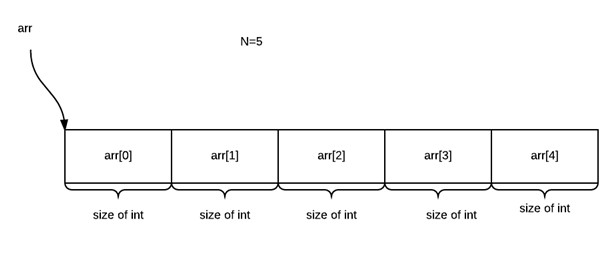 arr
N=5
arr[0] arr[1] arr[2] arr[3] arr[4]
size of int size of int size of int size of int size of int